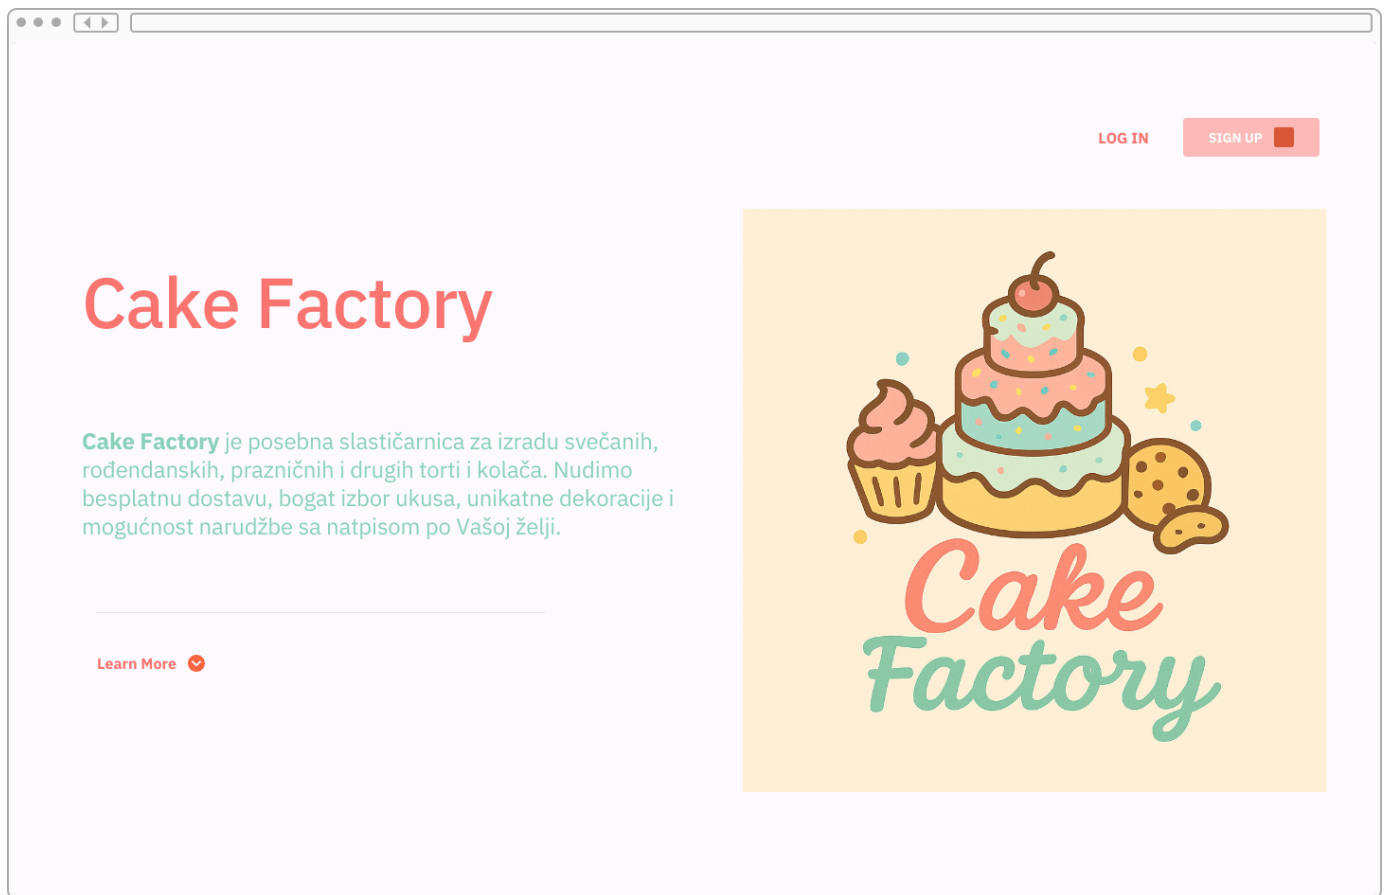 LOG IN
SIGN UP
Cake Factory
Cake Factory je posebna slastičarnica za izradu svečanih,
rođendanskih, prazničnih i drugih torti i kolača. Nudimo
besplatnu dostavu, bogat izbor ukusa, unikatne dekoracije i
mogućnost narudžbe sa natpisom po Vašoj želji.
Learn More
Cake
Factory